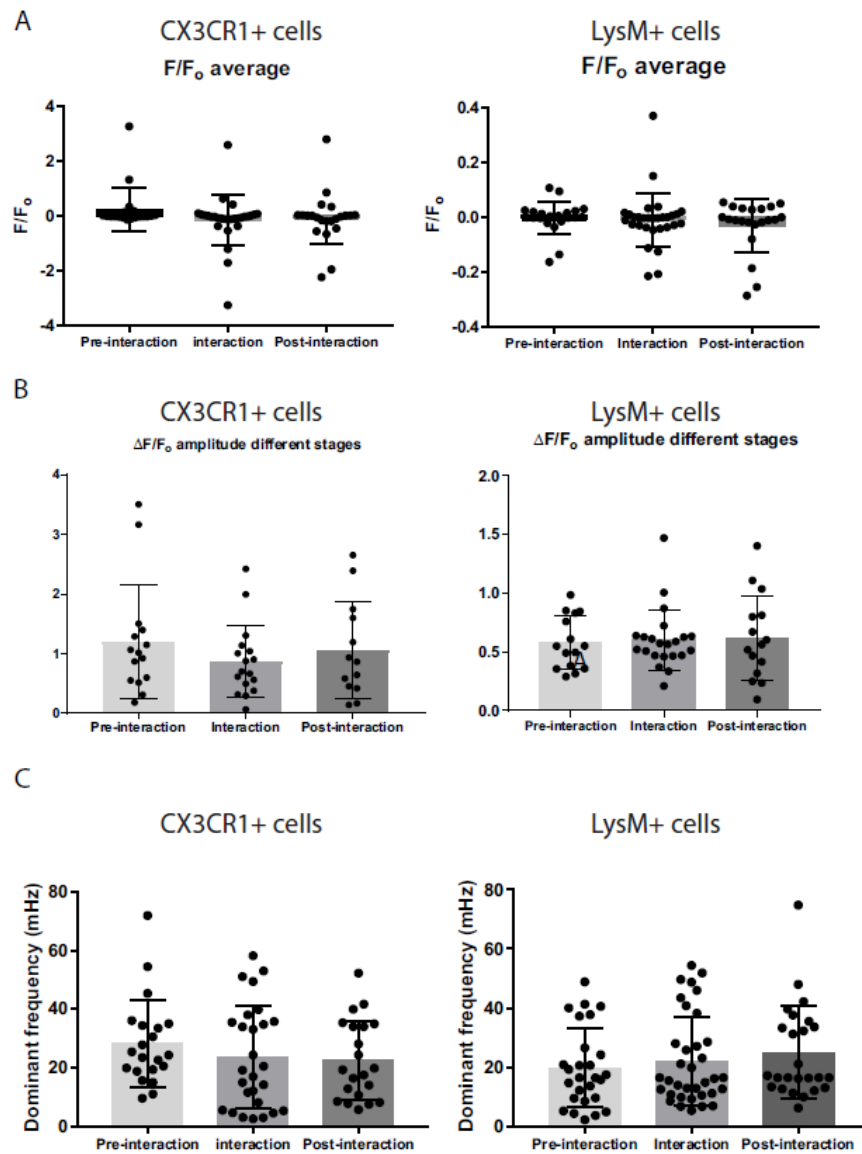 A
CX3CR1+ cells
F/Fo average
F/Fo
4
2
0
-2
-4
Pre-interaction interaction Post-interaction
LysM+ cells
F/Fo average
F/Fo
0.4
0.2
0.0
-0.2
-0.4
Pre-interaction Interaction Post-interaction
B
CX3CR1+ cells
ΔF/Fo amplitude different stages
4
3
2
1
0
Pre-interaction Interaction Post-interaction
LysM+ cells
ΔF/Fo amplitude different stages
2.0
1.5
1.0
0.5
0.0
Δ
Pre-interaction Interaction Post-interaction
C
CX3CR1+ cells
Dominant frequency (mHz)
80
60
40
20
0
Pre-interaction interaction Post-interaction
LysM+ cells
Dominant frequency (mHz)
80
60
40
20
0
Pre-interaction Interaction Post-interaction